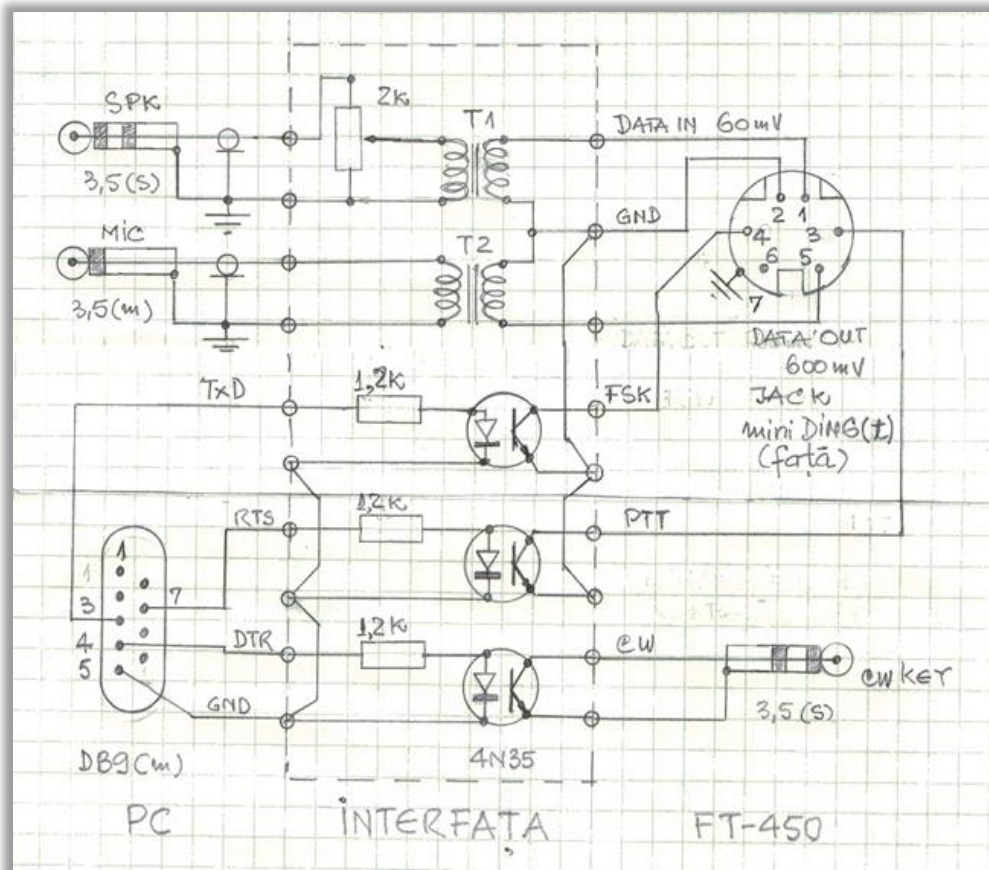 SPK
2K
T1
DATA IN 60mV
3,5(S)
2 1
GND
4 3
MIC
T2
6 5
7
3,5(m)
DATA OUT
600mV
TxD
1,2K
FSK
JACK
mini DIN6(t)
(față)
RTS
1,2K
PTT
1
1
3
7
4
DTR
1,2K
CW
5
CW KEY
GND
3,5(S)
DB9(m)
4N35
PC
INTERFAȚA
FT-450